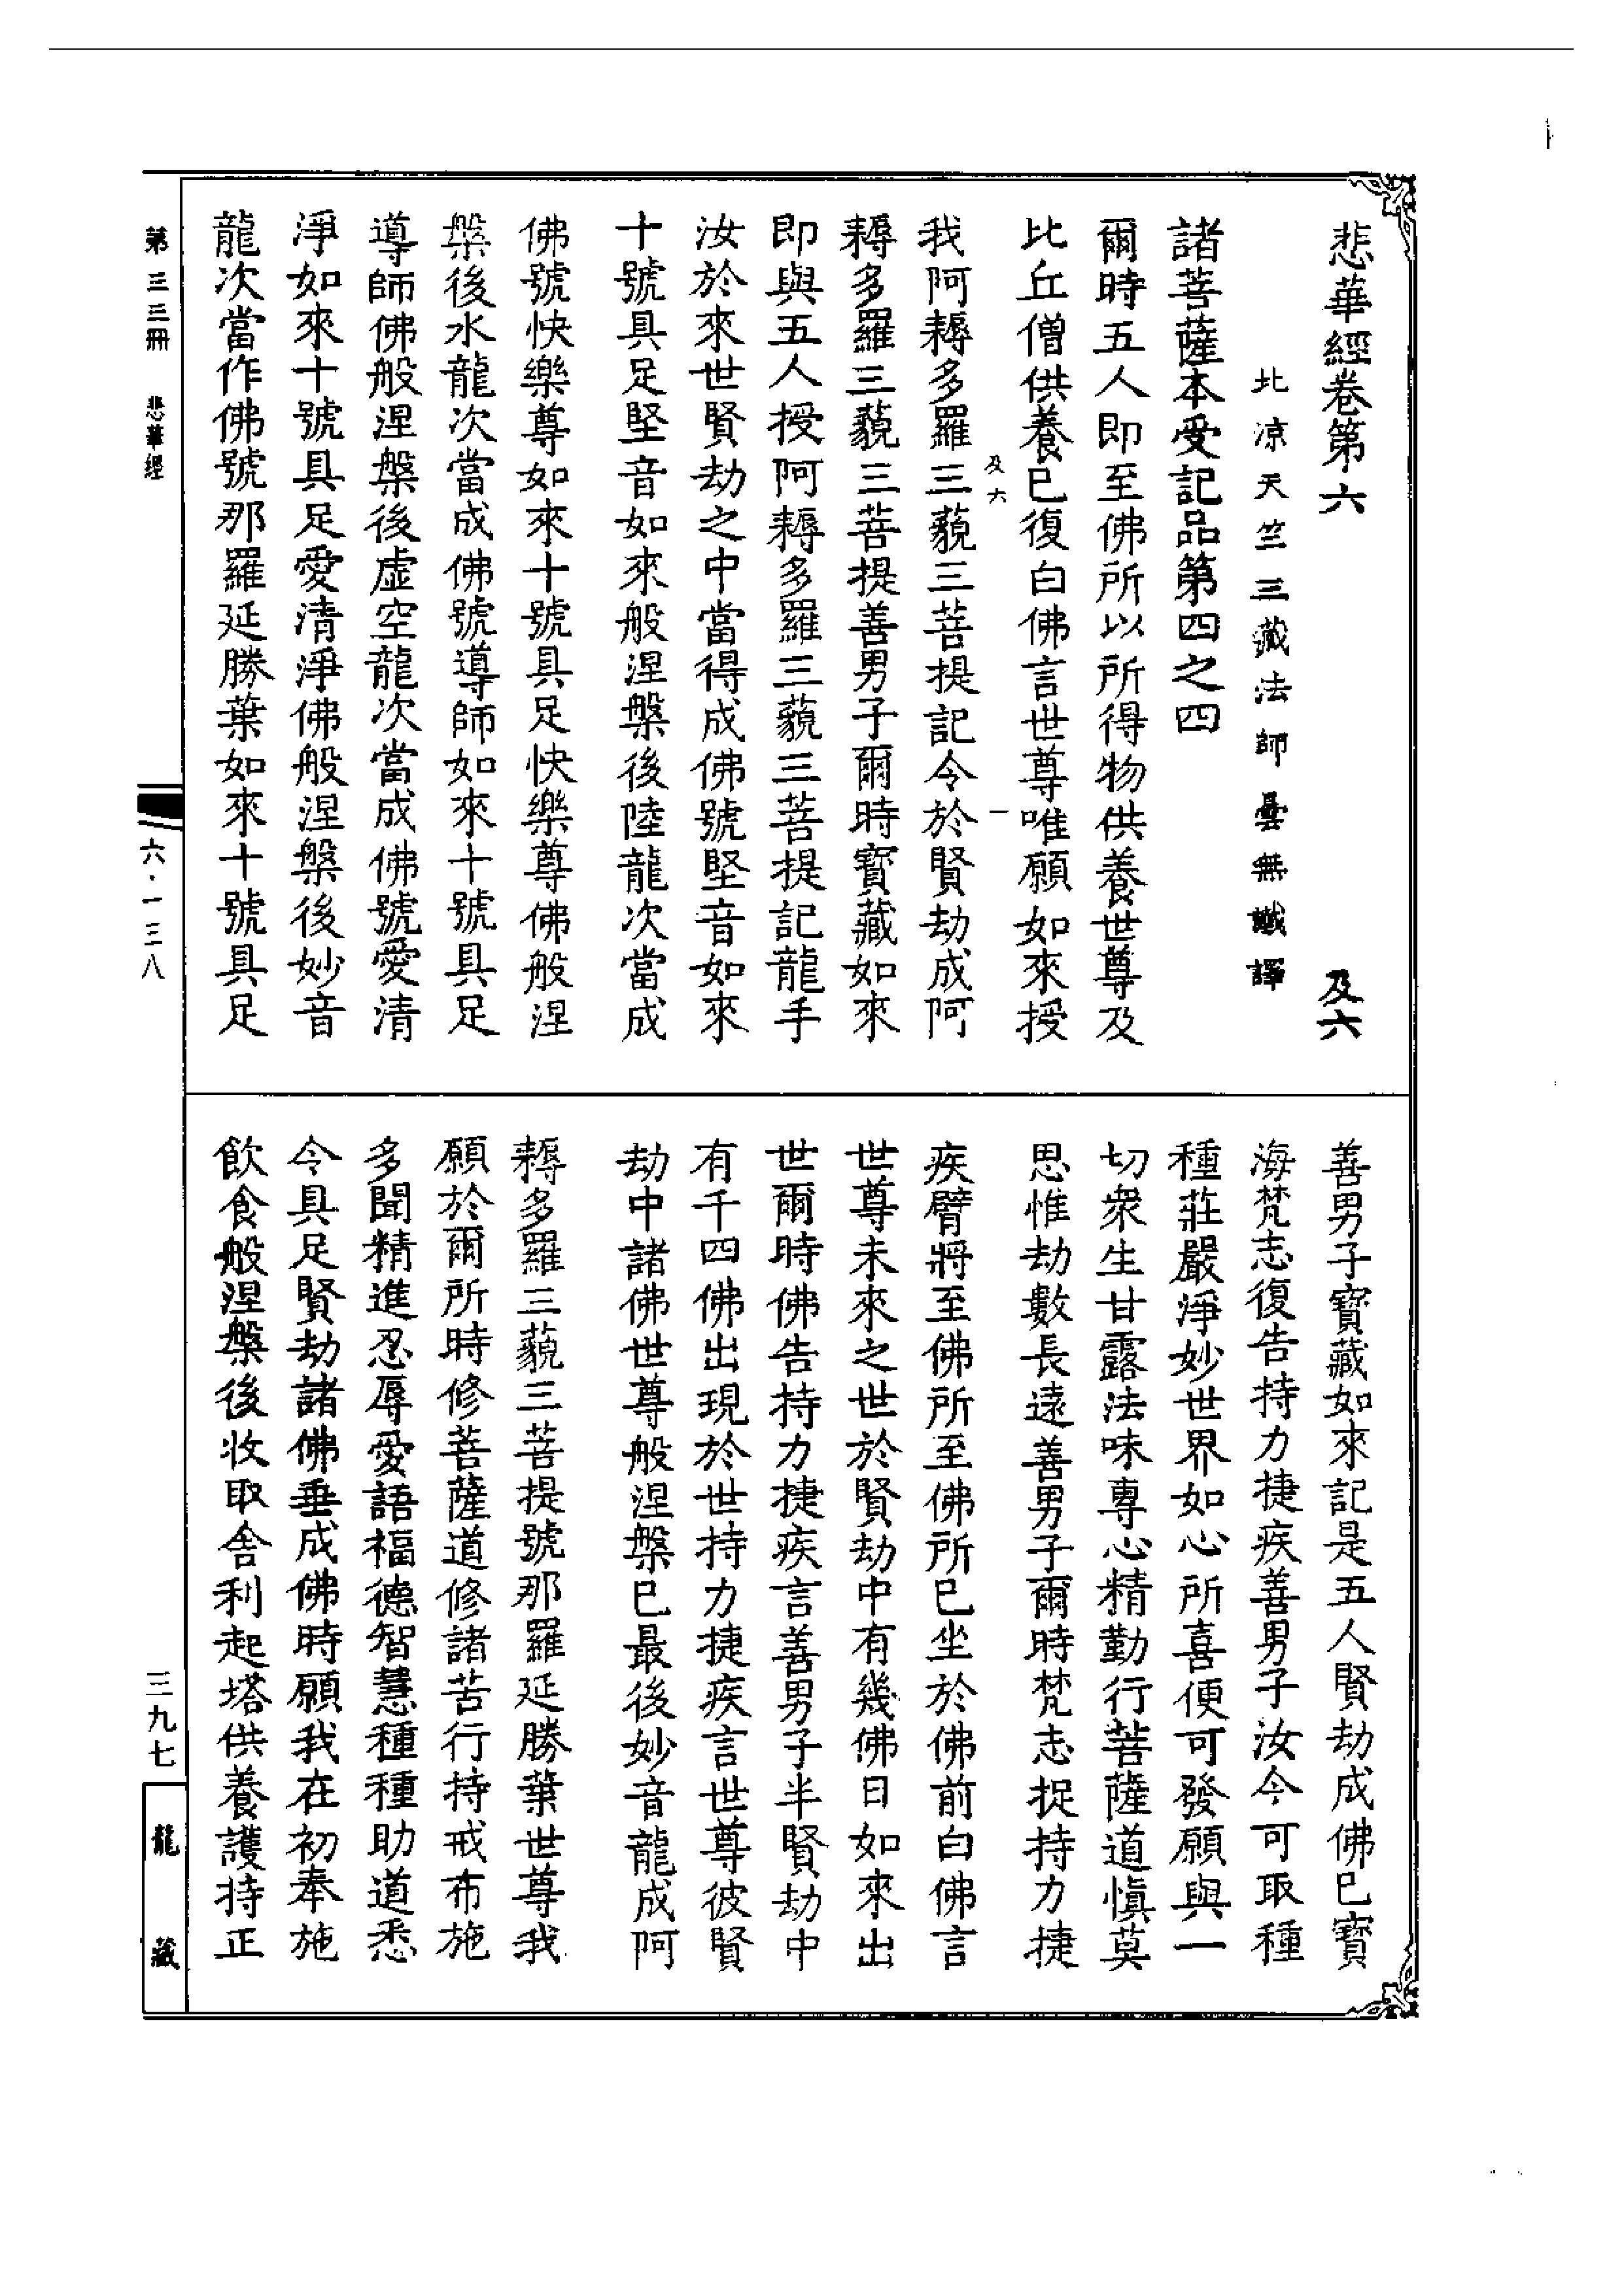 悲華經卷第六　及六
北涼天竺三藏法師曇無讖譯
諸菩薩本受記品第四之四
爾時五人即至佛所以所得物供養世尊及
比丘僧供養已復白佛言世尊唯願如來授
及六　一
我阿耨多羅三藐三菩提記令於賢劫成阿
耨多羅三藐三菩提善男子爾時寶藏如來
即與五人授阿耨多羅三藐三菩提記龍手
汝於來世賢劫之中當得成佛號堅音如來
十號具足堅音如來般涅槃後陸龍次當成
佛號快樂尊如來十號具足快樂尊佛般涅
槃後水龍次當成佛號導師如來十號具足
導師佛般涅槃後虛空龍次當成佛號愛清
淨如來十號具足愛清淨佛般涅槃後妙音
龍次當作佛號那羅延勝葉如來十號具足
善男子寶藏如來記是五人賢劫成佛已寶
海梵志復告持力捷疾善男子汝今可取種
種莊嚴淨妙世界如心所喜便可發願與一
切衆生甘露法味專心精勤行菩薩道慎莫
思惟劫數長遠善男子爾時梵志捉持力捷
疾臂將至佛所至佛所已坐於佛前白佛言
世尊未來之世於賢劫中有幾佛日如來出
世爾時佛告持力捷疾言善男子半賢劫中
有千四佛出現於世持力捷疾言世尊彼賢
劫中諸佛世尊般涅槃已最後妙音龍成阿
耨多羅三藐三菩提號那羅延勝葉世尊我
願於爾所時修菩薩道修諸苦行持戒布施
多聞精進忍辱愛語福德智慧種種助道悉
令具足賢劫諸佛垂成佛時願我在初奉施
飲食般涅槃後收取舍利起塔供養護持正
第三三冊　悲華經
六·一三八
三九七
龍藏